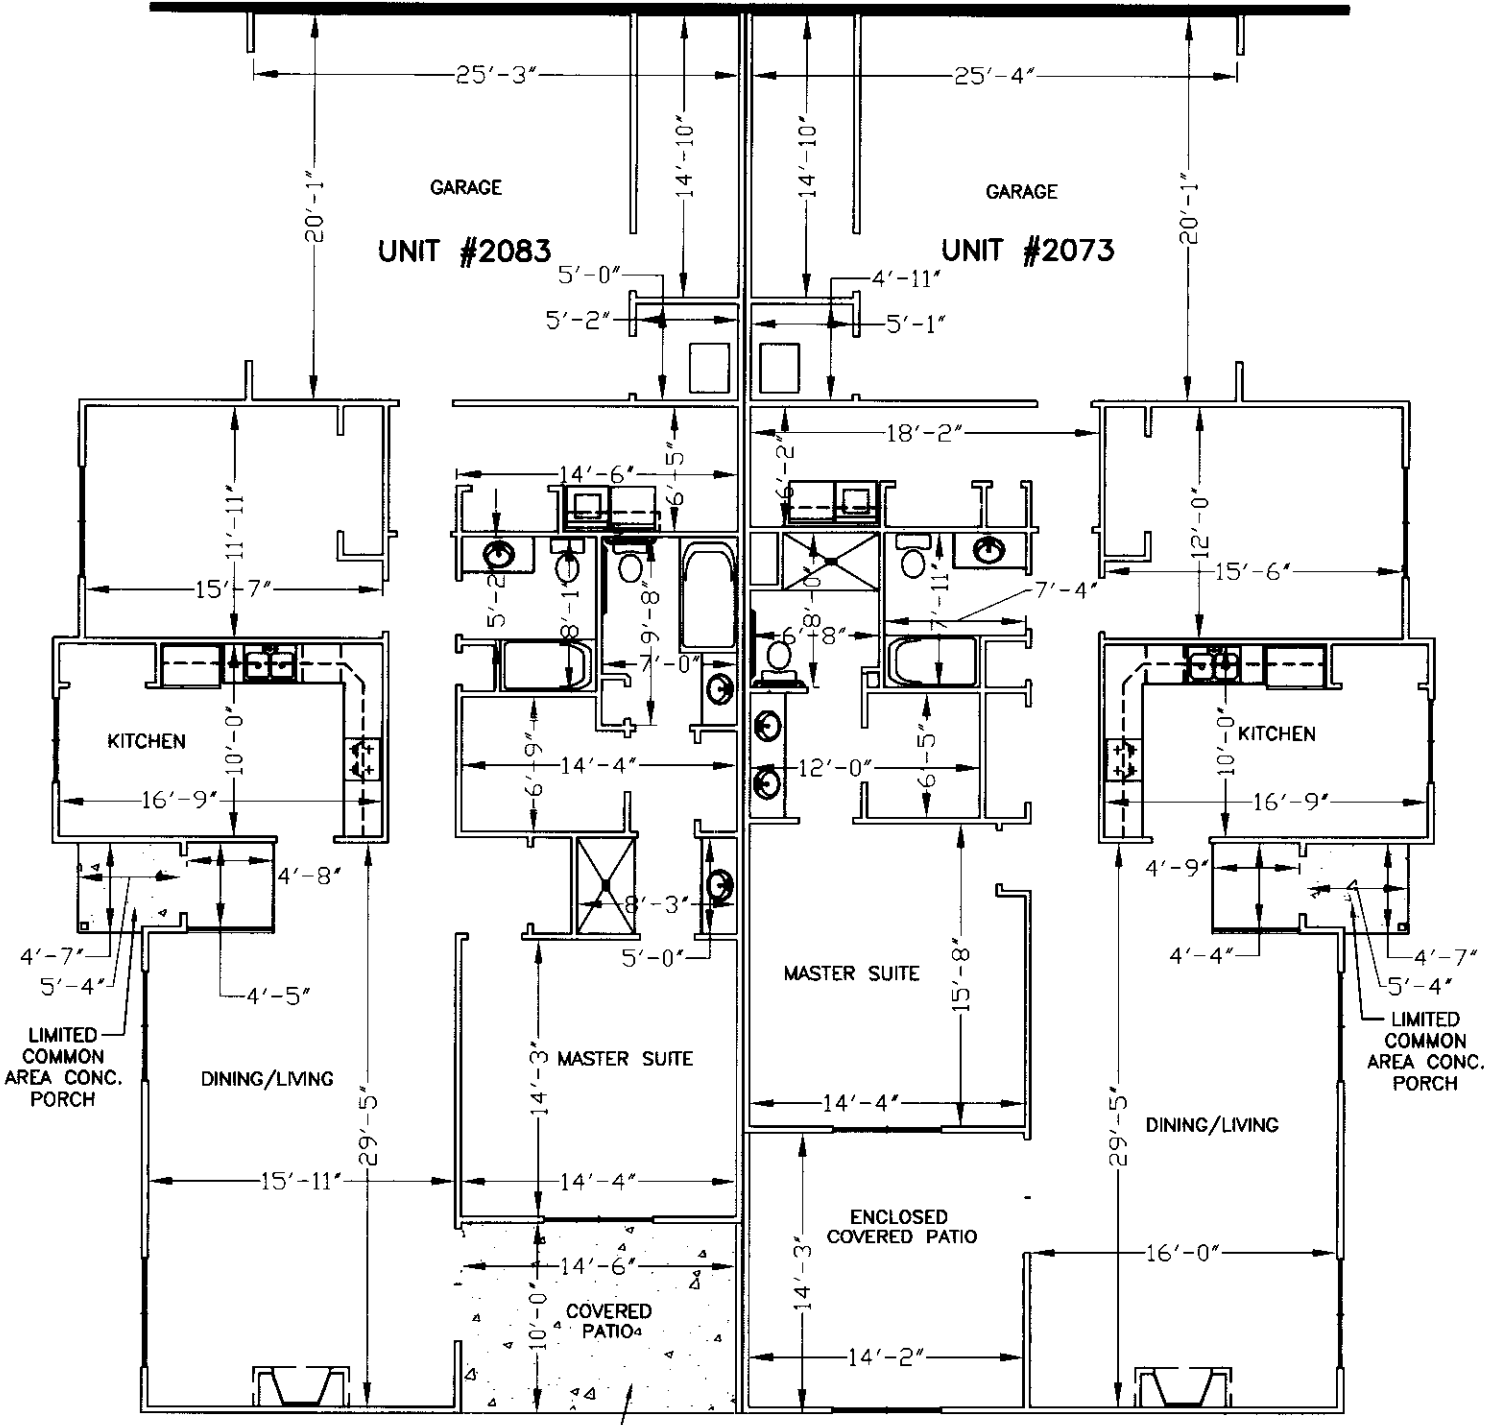 25'-3"
25'-4"
14'-10"
14'-10"
20'-1"
20'-1"
GARAGE
GARAGE
UNIT #2083
UNIT #2073
5'-0"
4'-11"
5'-2"
5'-1"
18'-2"
14'-6"
6'-5"
6'-2"
11'-11"
12'-0"
15'-7"
15'-6"
5'-2"
8'-1"
9'-8"
8'-0"
7'-11"
7'-4"
6'-8"
7'-0"
KITCHEN
KITCHEN
10'-0"
10'-0"
6'-9"
14'-4"
12'-0"
6'-5"
16'-9"
16'-9"
4'-8"
4'-9"
8'-3"
4'-7"
5'-4"
4'-5"
5'-0"
4'-4"
4'-7"
5'-4"
LIMITED
COMMON
AREA CONC.
PORCH
LIMITED
COMMON
AREA CONC.
PORCH
MASTER SUITE
15'-8"
MASTER SUITE
14'-3"
DINING/LIVING
14'-4"
DINING/LIVING
29'-5"
29'-5"
15'-11"
14'-4"
ENCLOSED
COVERED PATIO
14'-3"
16'-0"
14'-6"
10'-0"
COVERED
PATIO
14'-2"